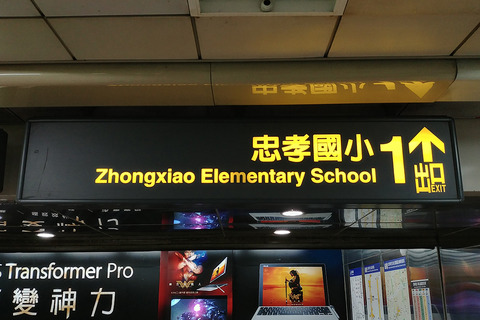 忠孝國小
Zhongxiao Elementary School
1
出口
EXIT
Transformer Pro
變神力